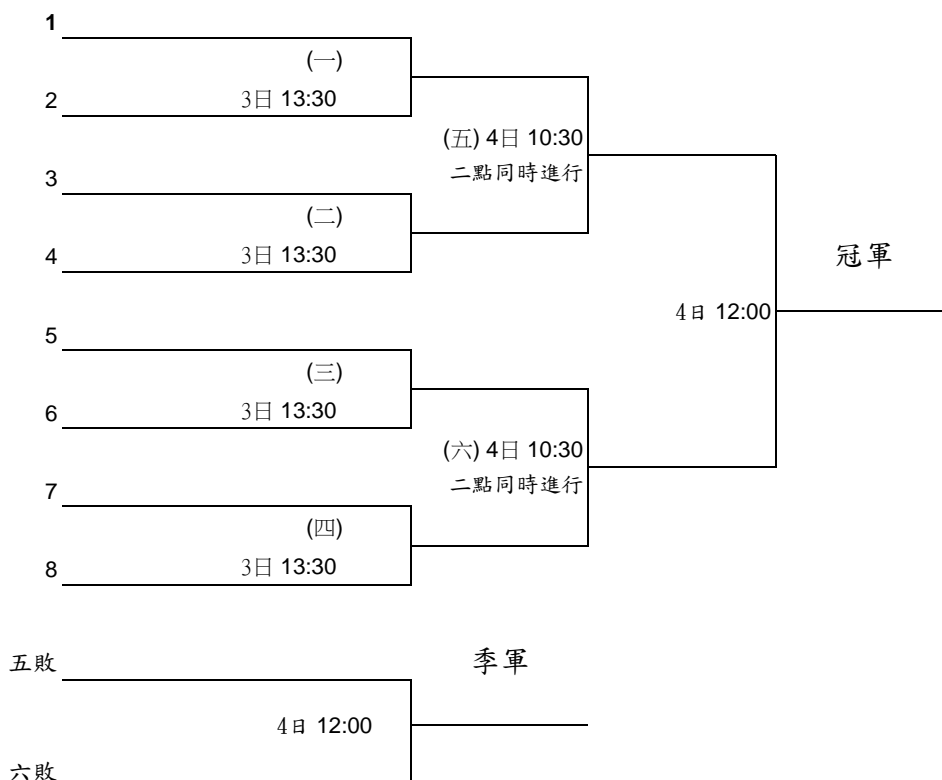 1
(一)
2 3日 13:30
(五) 4日 10:30
二點同時進行
3
(二)
4 3日 13:30
冠軍
4日 12:00
5
(三)
6 3日 13:30
(六) 4日 10:30
二點同時進行
7
(四)
8 3日 13:30
五敗
季軍
4日 12:00
六敗